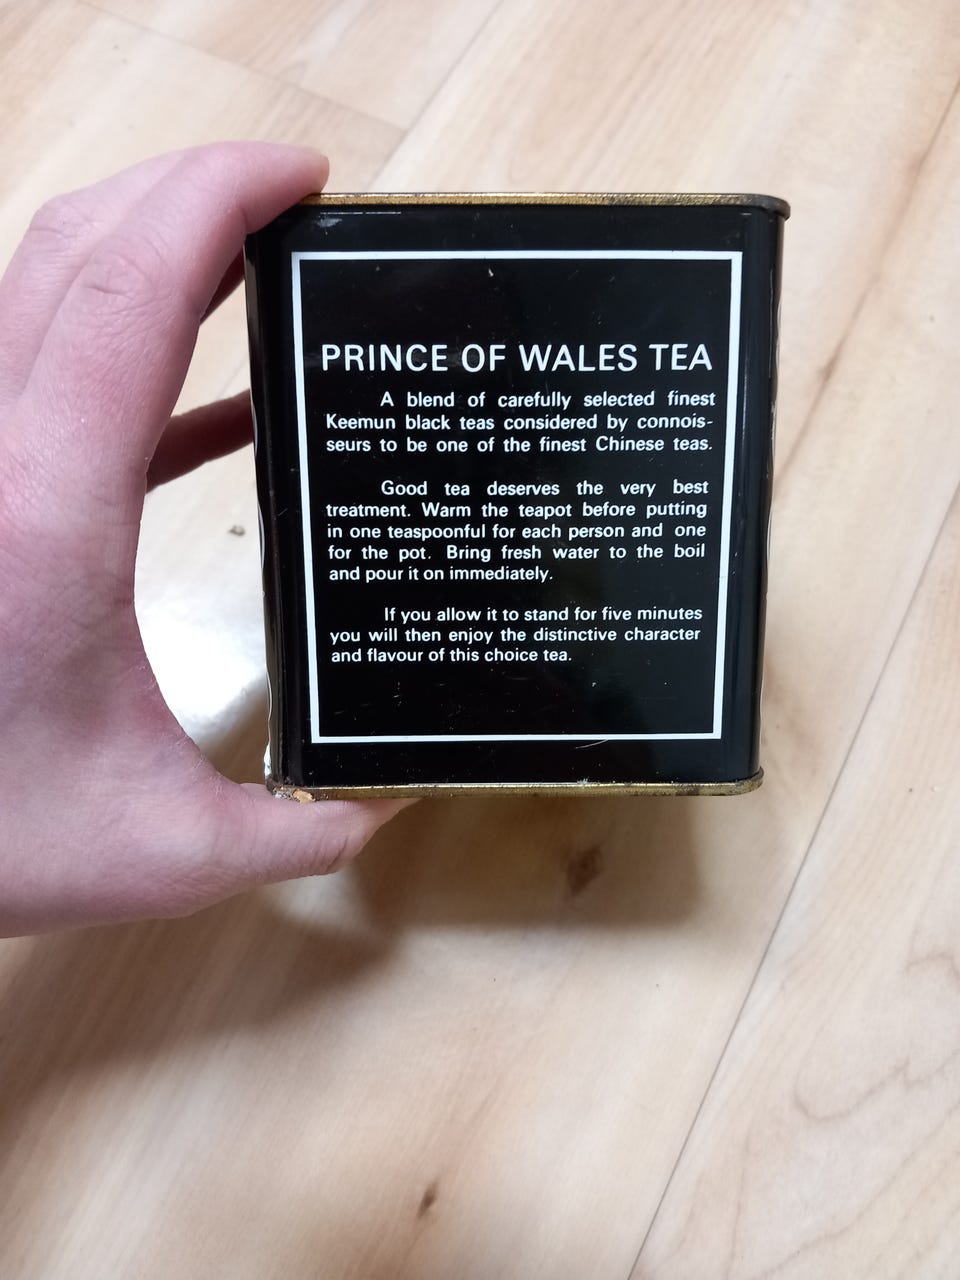 PRINCE OF WALES TEA
A blend of carefully selected finest
Keemun black teas considered by connois-
seurs to be one of the finest Chinese teas.
Good tea deserves the very best
treatment. Warm the teapot before putting
in one teaspoonful for each person and one
for the pot. Bring fresh water to the boil
and pour it on immediately.
If you allow it to stand for five minutes
you will then enjoy the distinctive character
and flavour of this choice tea.